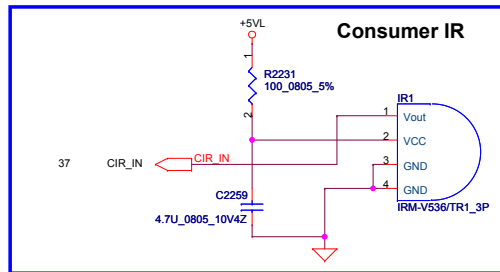 Consumer IR
+5VL
1
R2231
100_0805_5%
2
IR1
1 Vout
2 VCC
3 GND
4 GND
IRM-V536/TR1_3P
37 CIR_IN CIR_IN
C2259
4.7U_0805_10V4Z